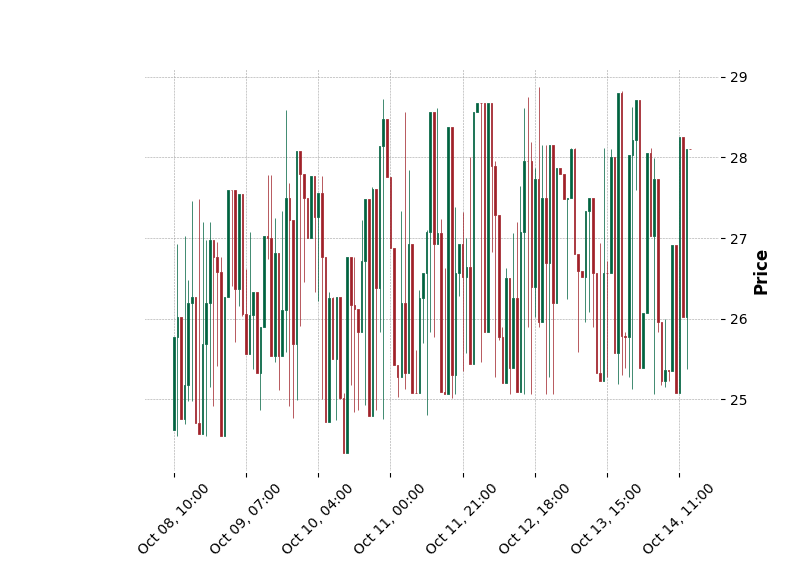 29
28
27
26
25
Price
Oct 08, 10:00
Oct 09, 07:00
Oct 10, 04:00
Oct 11, 00:00
Oct 11, 21:00
Oct 12, 18:00
Oct 13, 15:00
Oct 14, 11:00